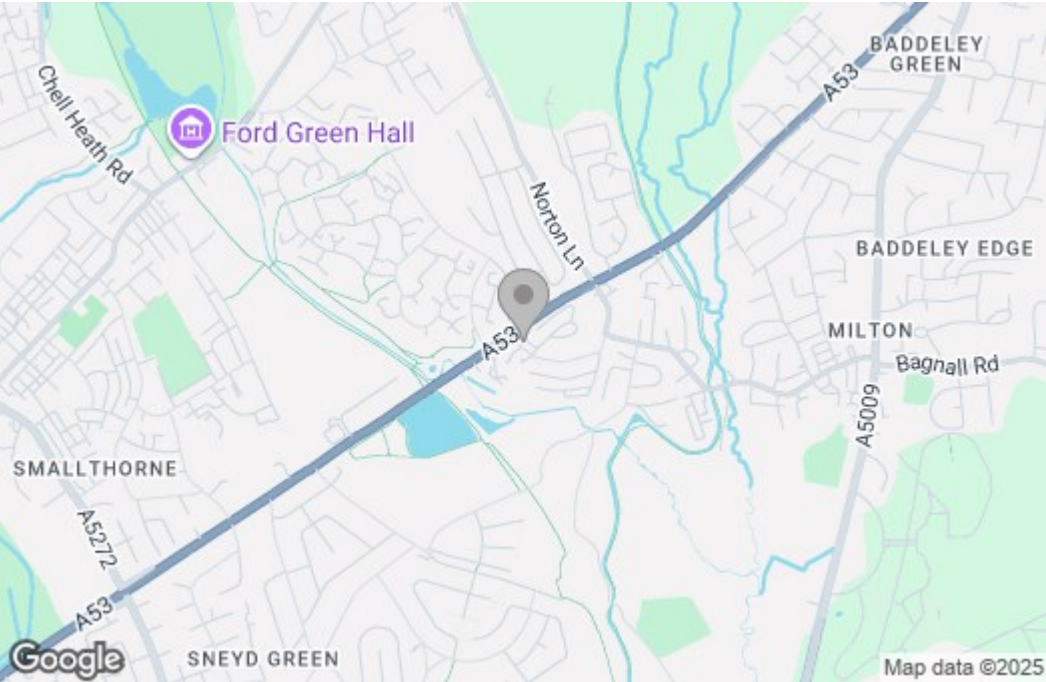 BADDELEY
GREEN
A53
Chell Heath Rd
Ford Green Hall
Norton Ln
BADDELEY EDGE
A53
MILTON
Bagnall Rd
A5009
SMALLTHORNE
A5272
A53
SNEYD GREEN
Google
Map data ©2025